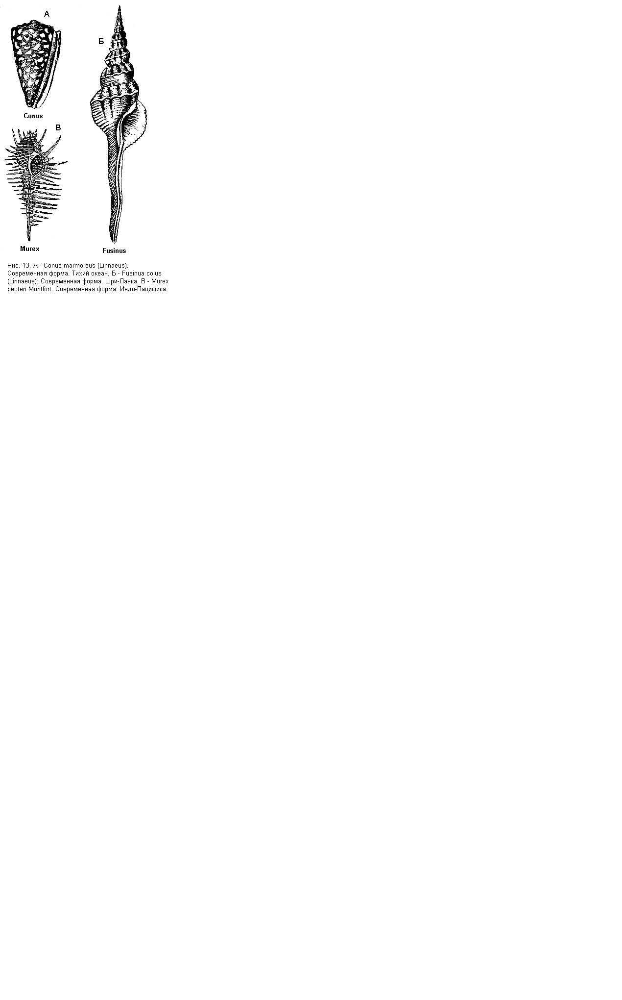 А
Б
Conus
В
Murex
Fusinus
Рис. 13. А - Conus marmoreus (Linnaeus).
Современная форма. Тихий океан. Б - Fusinua colus
(Linnaeus). Современная форма. Шри-Ланка. В - Murex
pecten Montfort. Современная форма. Индо-Пацифика.